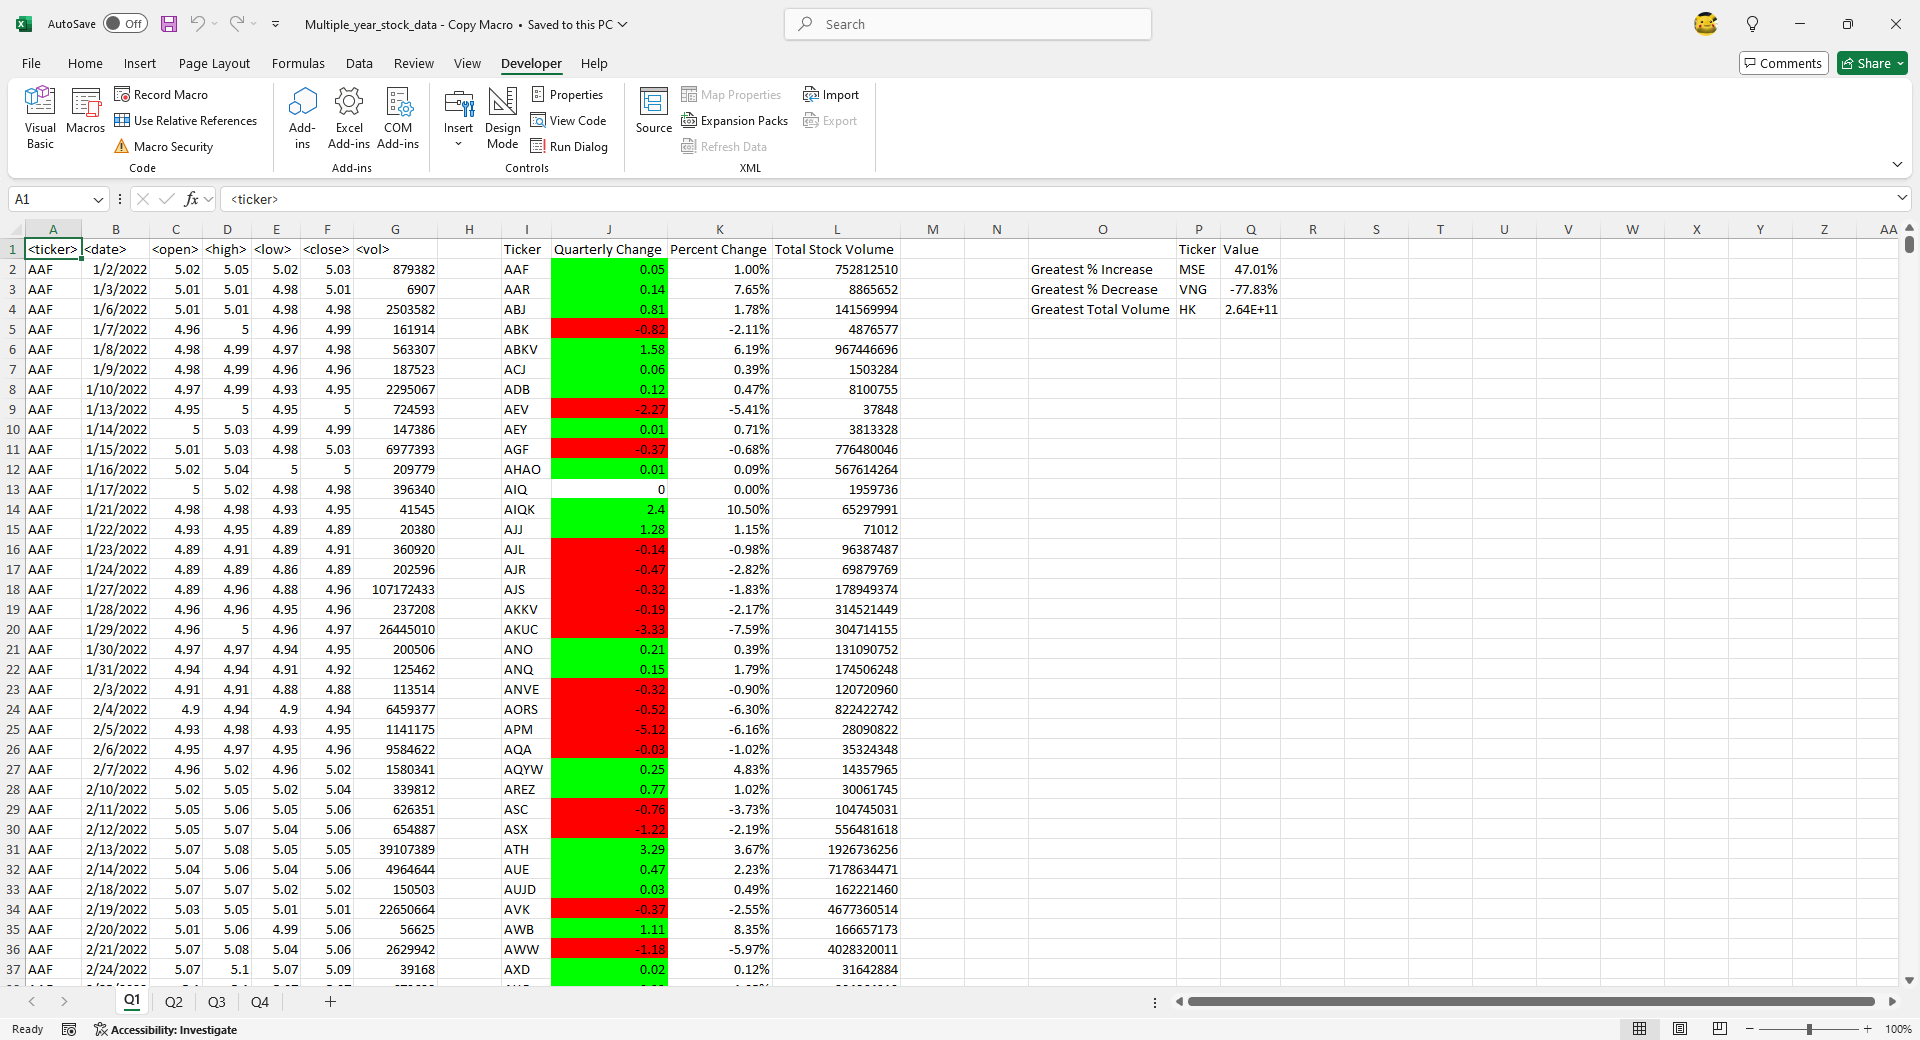 AutoSave Off Multiple_year_stock_data - Copy Macro • Saved to this PC Search
File Home Insert Page Layout Formulas Data Review View Developer Help Comments Share
Visual Basic
Macros
Record Macro
Use Relative References
Macro Security
Code
Add-ins
Excel Add-ins
COM Add-ins
Add-ins
Insert
Design Mode
Properties
View Code
Run Dialog
Controls
Source
Map Properties
Expansion Packs
Refresh Data
Import
Export
XML
A1 fx <ticker>
A B C D E F G H I J K L M N O P Q R S T U V W X Y Z AA
1 <ticker> <date> <open> <high> <low> <close> <vol> Ticker Quarterly Change Percent Change Total Stock Volume Ticker Value
2 AAF 1/2/2022 5.02 5.05 5.02 5.03 879382 AAF 0.05 1.00% 752812510 Greatest % Increase MSE 47.01%
3 AAF 1/3/2022 5.01 5.01 4.98 5.01 6907 AAR 0.14 7.65% 8865652 Greatest % Decrease VNG -77.83%
4 AAF 1/6/2022 5.01 5.01 4.98 4.98 2503582 ABJ 0.81 1.78% 141569994 Greatest Total Volume HK 2.64E+11
5 AAF 1/7/2022 4.96 5 4.96 4.99 161914 ABK -0.82 -2.11% 4876577
6 AAF 1/8/2022 4.98 4.99 4.97 4.98 563307 ABKV 1.58 6.19% 967446696
7 AAF 1/9/2022 4.98 4.99 4.96 4.96 187523 ACJ 0.06 0.39% 1503284
8 AAF 1/10/2022 4.97 4.99 4.93 4.95 2295067 ADB 0.12 0.47% 8100755
9 AAF 1/13/2022 4.95 5 4.95 5 724593 AEV -2.27 -5.41% 37848
10 AAF 1/14/2022 5 5.03 4.99 4.99 147386 AEY 0.01 0.71% 3813328
11 AAF 1/15/2022 5.01 5.03 4.98 5.03 6977393 AGF -0.37 -0.68% 776480046
12 AAF 1/16/2022 5.02 5.04 5 5 209779 AHAO 0.01 0.09% 567614264
13 AAF 1/17/2022 5 5.02 4.98 4.98 396340 AIQ 0 0.00% 1959736
14 AAF 1/21/2022 4.98 4.98 4.93 4.95 41545 AIQK 2.4 10.50% 65297991
15 AAF 1/22/2022 4.93 4.95 4.89 4.89 20380 AJJ 1.28 1.15% 71012
16 AAF 1/23/2022 4.89 4.91 4.89 4.91 360920 AJL -0.14 -0.98% 96387487
17 AAF 1/24/2022 4.89 4.89 4.86 4.89 202596 AJR -0.47 -2.82% 69879769
18 AAF 1/27/2022 4.89 4.96 4.88 4.96 107172433 AJS -0.32 -1.83% 178949374
19 AAF 1/28/2022 4.96 4.96 4.95 4.96 237208 AKKV -0.19 -2.17% 314521449
20 AAF 1/29/2022 4.96 5 4.96 4.97 26445010 AKUC -3.33 -7.59% 304714155
21 AAF 1/30/2022 4.97 4.97 4.94 4.95 200506 ANO 0.21 0.39% 131090752
22 AAF 1/31/2022 4.94 4.94 4.91 4.92 125462 ANQ 0.15 1.79% 174506248
23 AAF 2/3/2022 4.91 4.91 4.88 4.88 113514 ANVE -0.32 -0.90% 120720960
24 AAF 2/4/2022 4.9 4.94 4.9 4.94 6459377 AORS -0.52 -6.30% 822422742
25 AAF 2/5/2022 4.93 4.98 4.93 4.95 1141175 APM -5.12 -6.16% 28090822
26 AAF 2/6/2022 4.95 4.97 4.95 4.96 9584622 AQA -0.03 -1.02% 35324348
27 AAF 2/7/2022 4.96 5.02 4.96 5.02 1580341 AQYW 0.25 4.83% 14357965
28 AAF 2/10/2022 5.02 5.05 5.02 5.04 339812 AREZ 0.77 1.02% 30061745
29 AAF 2/11/2022 5.05 5.06 5.05 5.06 626351 ASC -0.76 -3.73% 104745031
30 AAF 2/12/2022 5.05 5.07 5.04 5.06 654887 ASX -1.22 -2.19% 556481618
31 AAF 2/13/2022 5.07 5.08 5.05 5.05 39107389 ATH 3.29 3.67% 1926736256
32 AAF 2/14/2022 5.04 5.06 5.04 5.06 4964644 AUE 0.47 2.23% 7178634471
33 AAF 2/18/2022 5.07 5.07 5.02 5.02 150503 AUJD 0.03 0.49% 162221460
34 AAF 2/19/2022 5.03 5.05 5.01 5.01 22650664 AVK -0.37 -2.55% 4677360514
35 AAF 2/20/2022 5.01 5.06 4.99 5.06 56625 AWB 1.11 8.35% 166657173
36 AAF 2/21/2022 5.07 5.08 5.04 5.06 2629942 AWW -1.18 -5.97% 4028320011
37 AAF 2/24/2022 5.07 5.1 5.07 5.09 39168 AXD 0.02 0.12% 31642884
Q1 Q2 Q3 Q4
Ready Accessibility: Investigate 100%